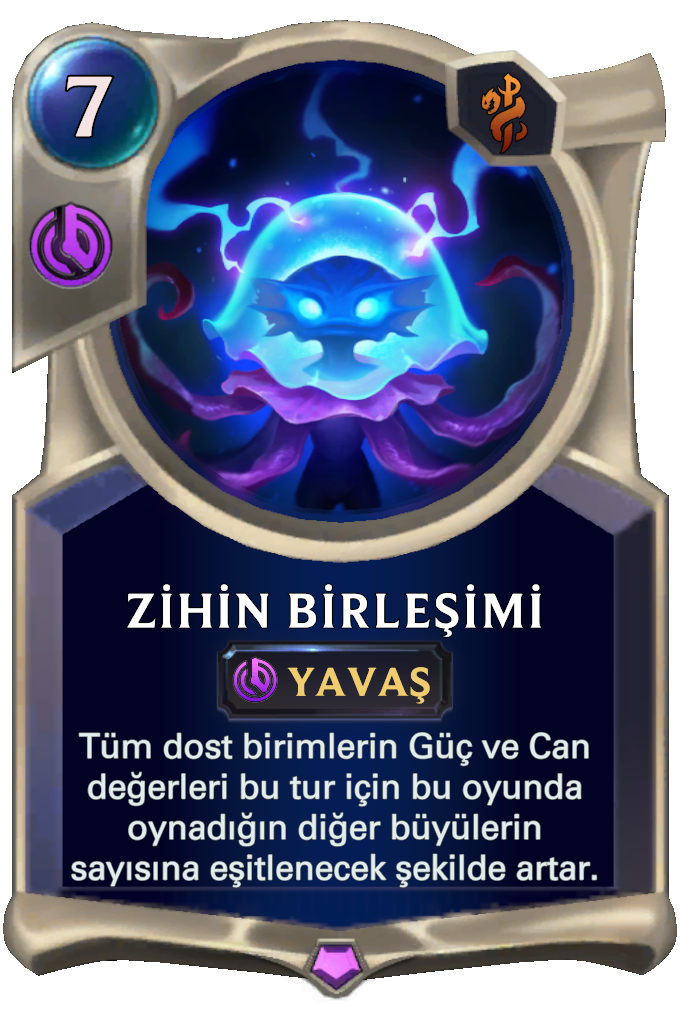 7
ZİHİN BİRLEŞİMİ
YAVAŞ
Tüm dost birimlerin Güç ve Can
değerleri bu tur için bu oyunda
oynadığın diğer büyülerin
sayısına eşitlenecek şekilde artar.